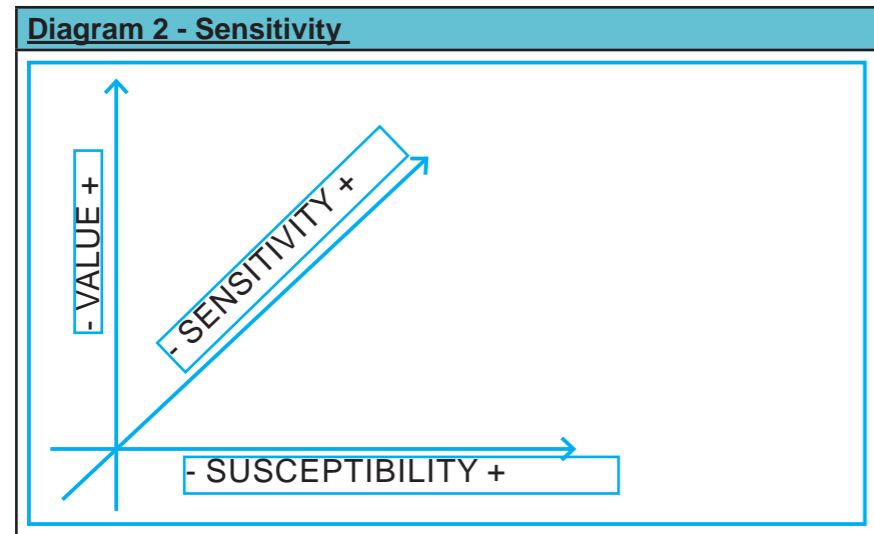 Diagram 2 - Sensitivity
- VALUE +
- SENSITIVITY +
- SUSCEPTIBILITY +